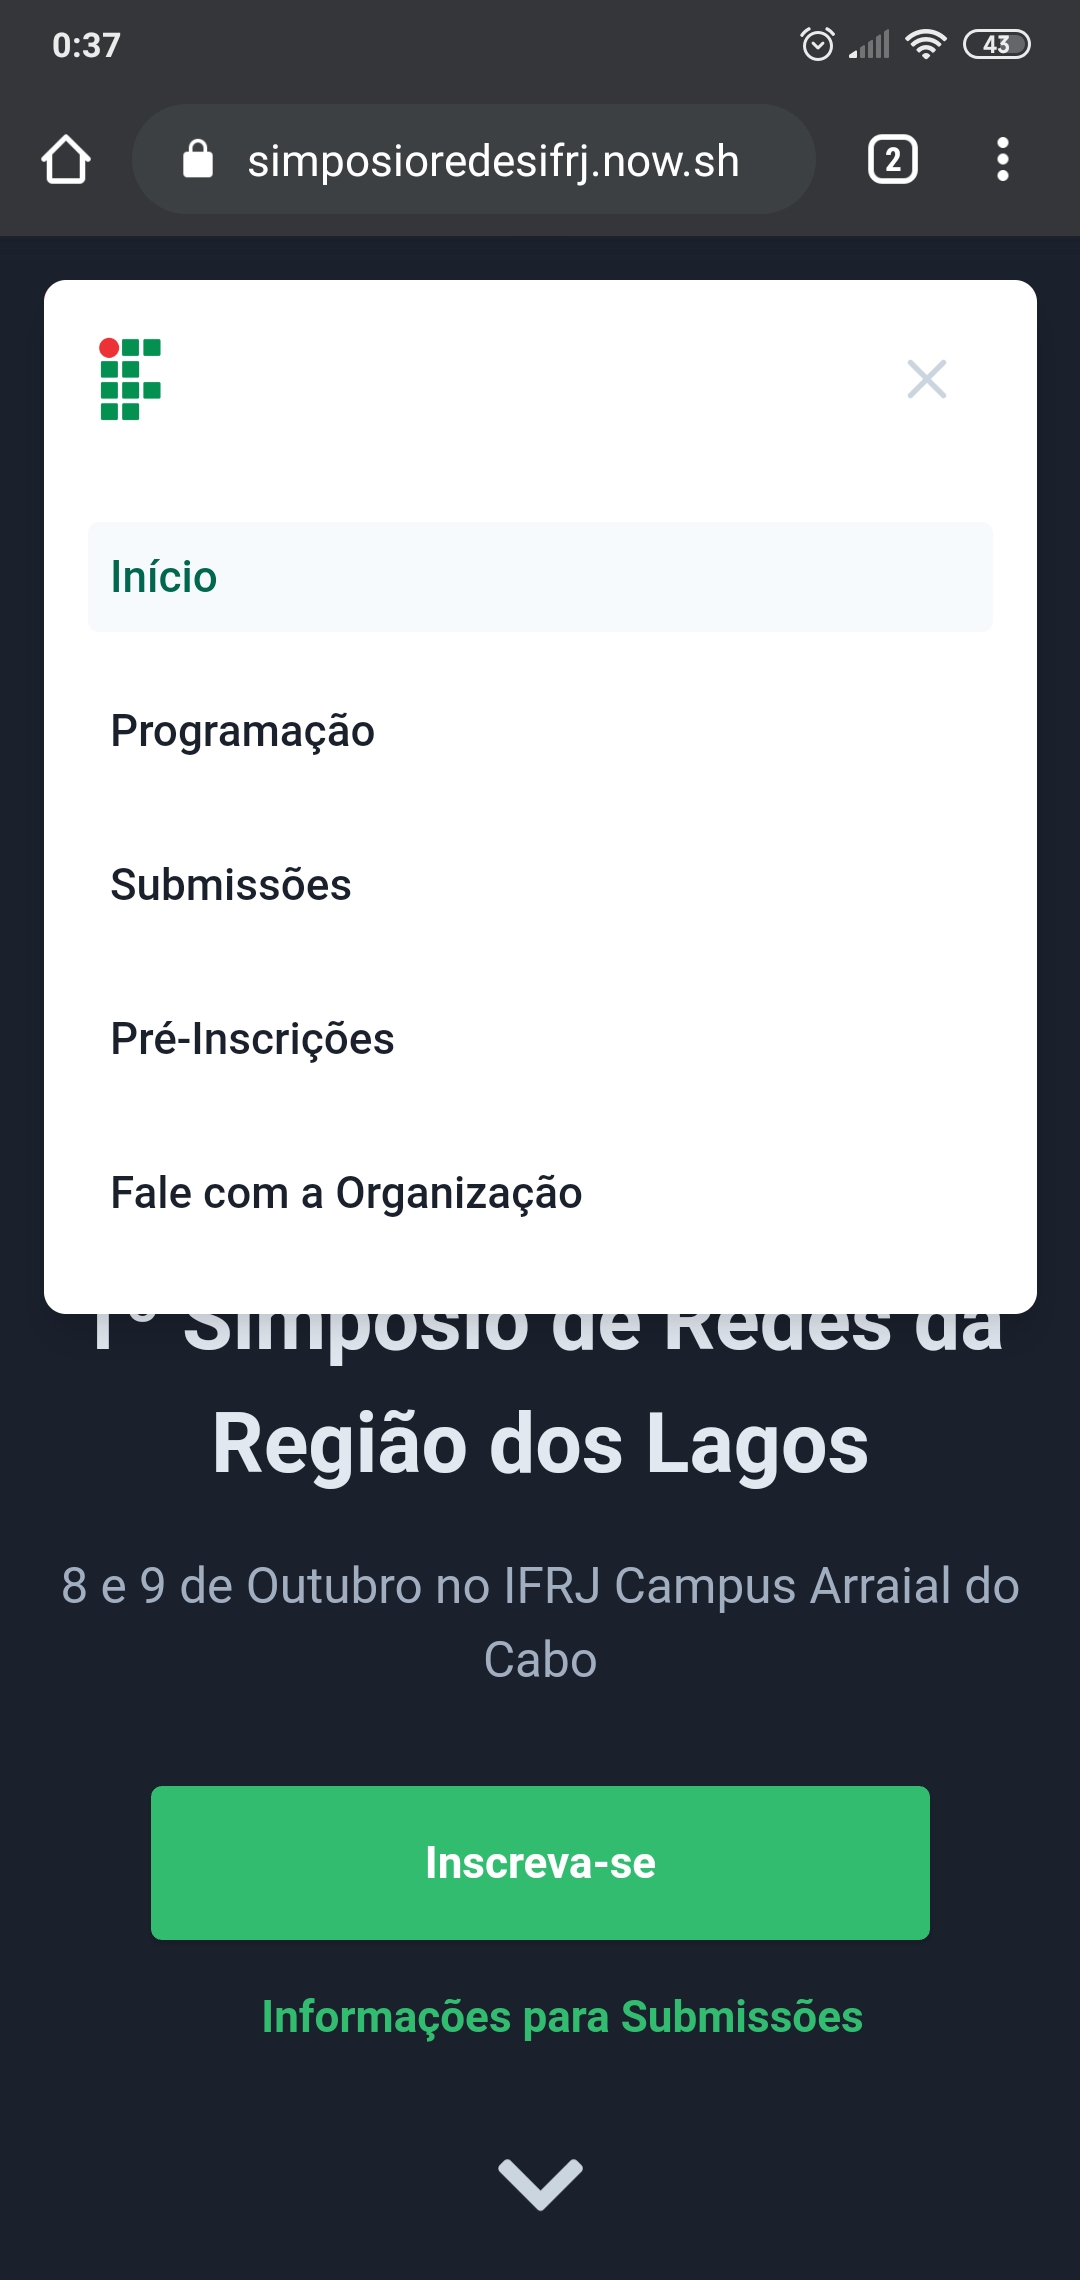 0:37
43
simposioredesifrj.now.sh
2
Início
Programação
Submissões
Pré-Inscrições
Fale com a Organização
1º Simpósio de Redes da
Região dos Lagos
8 e 9 de Outubro no IFRJ Campus Arraial do
Cabo
Inscreva-se
Informações para Submissões